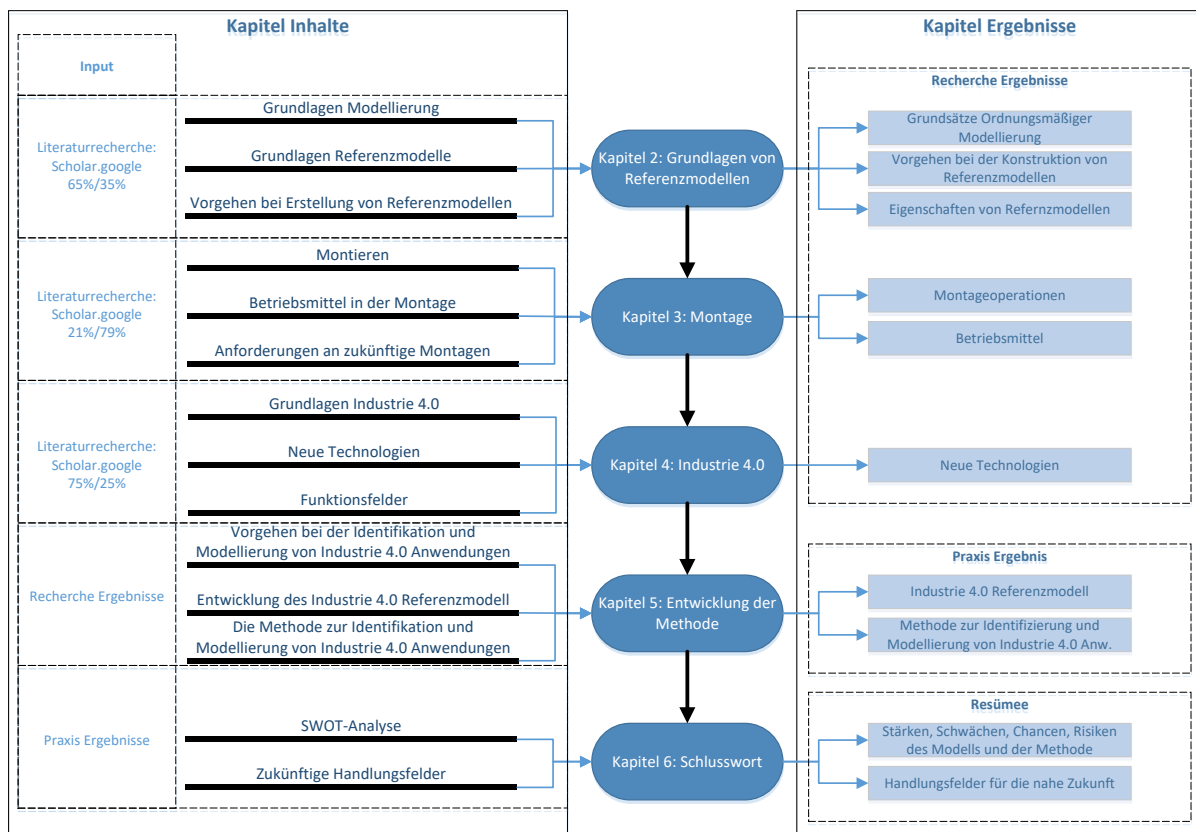 Kapitel Inhalte
Input
Literaturrecherche:
Scholar.google
65%/35%
Grundlagen Modellierung
Grundlagen Referenzmodelle
Vorgehen bei Erstellung von Referenzmodellen
Literaturrecherche:
Scholar.google
21%/79%
Montieren
Betriebsmittel in der Montage
Anforderungen an zukünftige Montagen
Literaturrecherche:
Scholar.google
75%/25%
Grundlagen Industrie 4.0
Neue Technologien
Funktionsfelder
Recherche Ergebnisse
Vorgehen bei der Identifikation und
Modellierung von Industrie 4.0 Anwendungen
Entwicklung des Industrie 4.0 Referenzmodell
Die Methode zur Identifikation und
Modellierung von Industrie 4.0 Anwendungen
Praxis Ergebnisse
SWOT-Analyse
Zukünftige Handlungsfelder
Kapitel 2: Grundlagen von
Referenzmodellen
Kapitel 3: Montage
Kapitel 4: Industrie 4.0
Kapitel 5: Entwicklung der
Methode
Kapitel 6: Schlusswort
Kapitel Ergebnisse
Recherche Ergebnisse
Grundsätze Ordnungsmäßiger
Modellierung
Vorgehen bei der Konstruktion von
Referenzmodellen
Eigenschaften von Refernzmodellen
Montageoperationen
Betriebsmittel
Neue Technologien
Praxis Ergebnis
Industrie 4.0 Referenzmodell
Methode zur Identifizierung und
Modellierung von Industrie 4.0 Anw.
Resümee
Stärken, Schwächen, Chancen, Risiken
des Modells und der Methode
Handlungsfelder für die nahe Zukunft